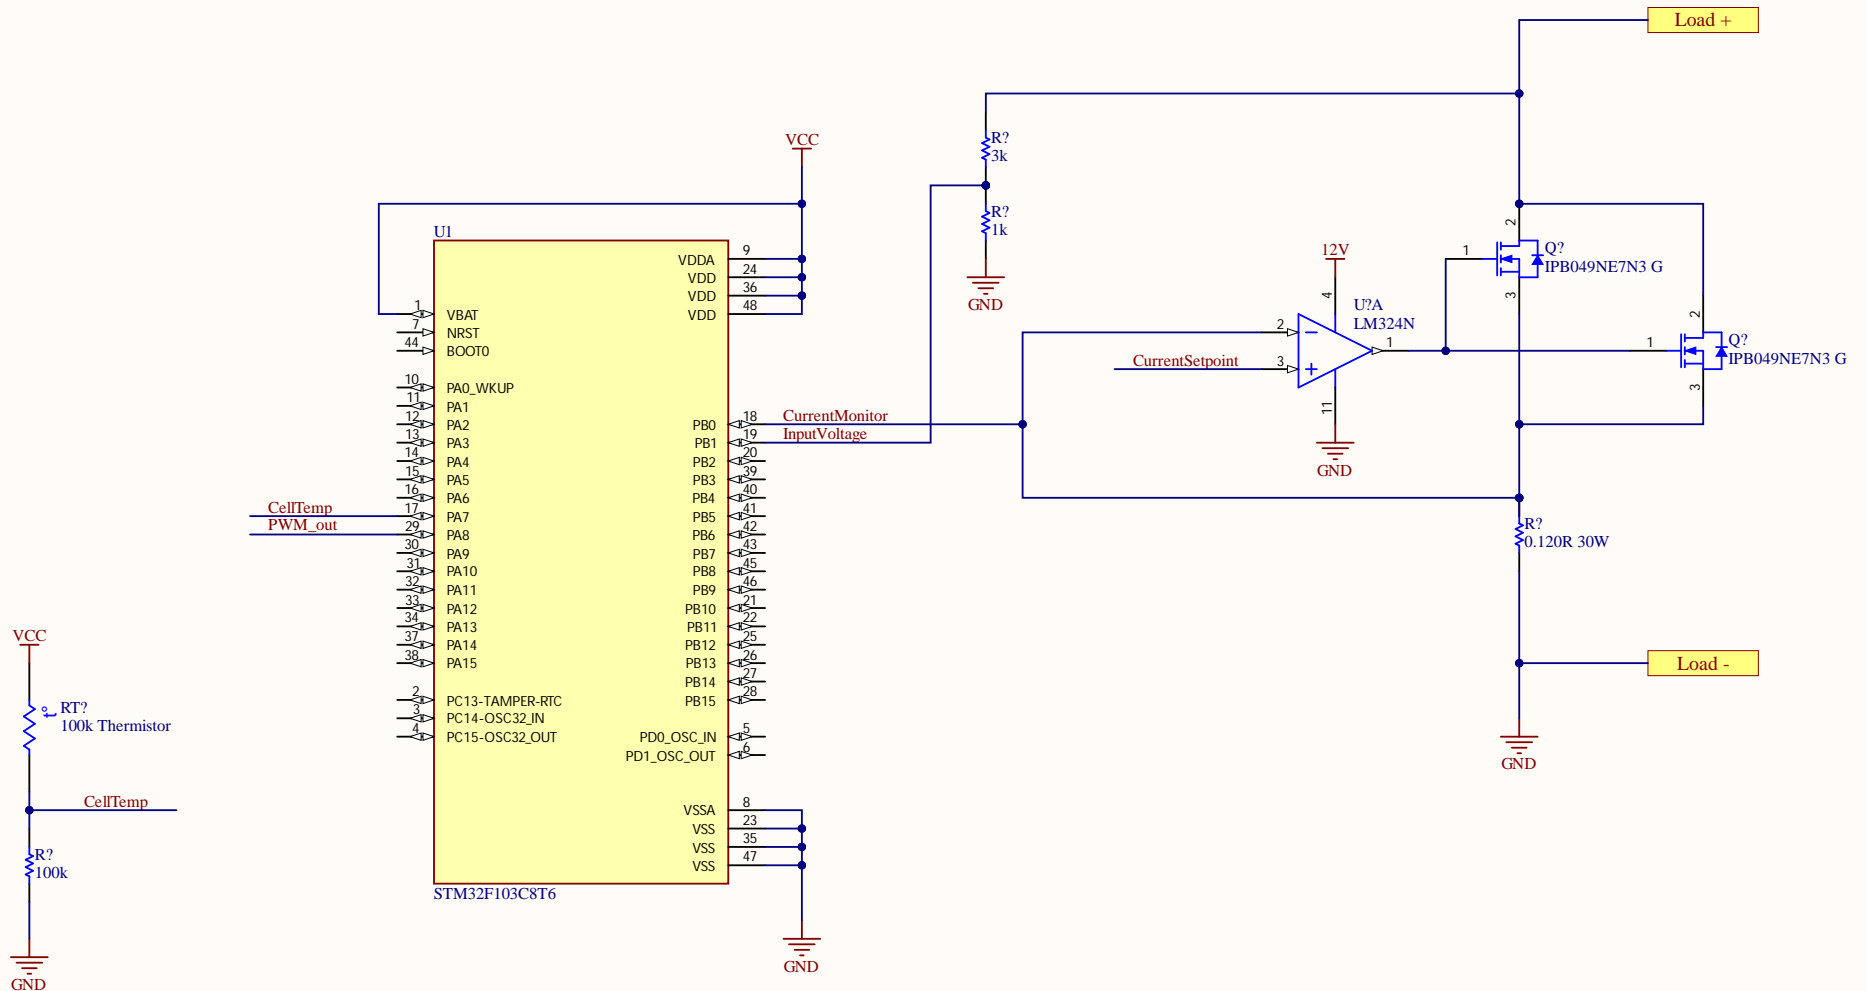 Load +
VCC
R?
3k
R?
1k
GND
12V
4
U?A
LM324N
2
3
1
11
GND
CurrentSetpoint
2
1
3
Q?
IPB049NE7N3 G
2
1
3
Q?
IPB049NE7N3 G
U1
1 VBAT
7 NRST
44 BOOT0
10 PA0_WKUP
11 PA1
12 PA2
13 PA3
14 PA4
15 PA5
16 PA6
CellTemp 17 PA7
PWM_out 29 PA8
30 PA9
31 PA10
32 PA11
33 PA12
34 PA13
37 PA14
38 PA15
2 PC13-TAMPER-RTC
3 PC14-OSC32_IN
4 PC15-OSC32_OUT
VDDA 9
VDD 24
VDD 36
VDD 48
PB0 18 CurrentMonitor
PB1 19 InputVoltage
PB2 20
PB3 39
PB4 40
PB5 41
PB6 42
PB7 43
PB8 45
PB9 46
PB10 21
PB11 22
PB12 25
PB13 26
PB14 27
PB15 28
PD0_OSC_IN 5
PD1_OSC_OUT 6
VSSA 8
VSS 23
VSS 35
VSS 47
STM32F103C8T6
GND
R?
0.120R 30W
Load -
GND
VCC
t°
RT?
100k Thermistor
CellTemp
R?
100k
GND